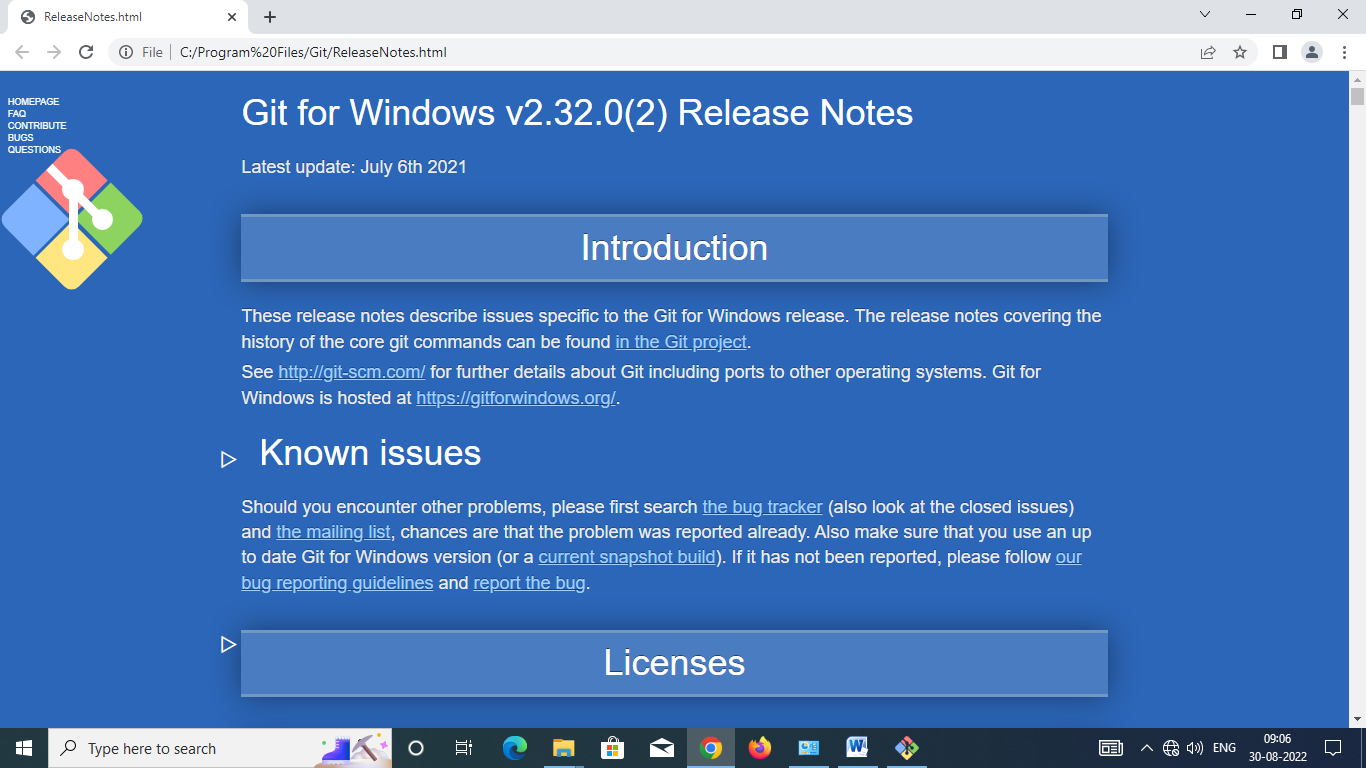 ReleaseNotes.html
File
C:/Program%20Files/Git/ReleaseNotes.html
HOMEPAGE
FAQ
CONTRIBUTE
BUGS
QUESTIONS
Git for Windows v2.32.0(2) Release Notes
Latest update: July 6th 2021
Introduction
These release notes describe issues specific to the Git for Windows release. The release notes covering the
history of the core git commands can be found in the Git project.
See http://git-scm.com/ for further details about Git including ports to other operating systems. Git for
Windows is hosted at https://gitforwindows.org/.
Known issues
Should you encounter other problems, please first search the bug tracker (also look at the closed issues)
and the mailing list, chances are that the problem was reported already. Also make sure that you use an up
to date Git for Windows version (or a current snapshot build). If it has not been reported, please follow our
bug reporting guidelines and report the bug.
Licenses
Type here to search
ENG
09:06
30-08-2022